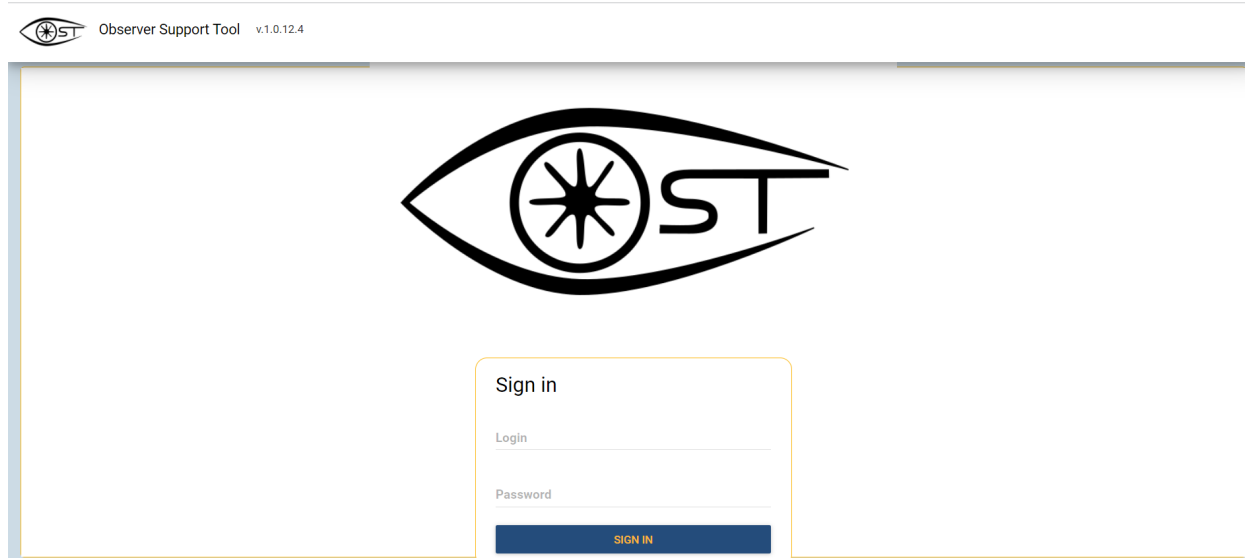 OST Observer Support Tool v.1.0.12.4
OST
Sign in
Login
Password
SIGN IN